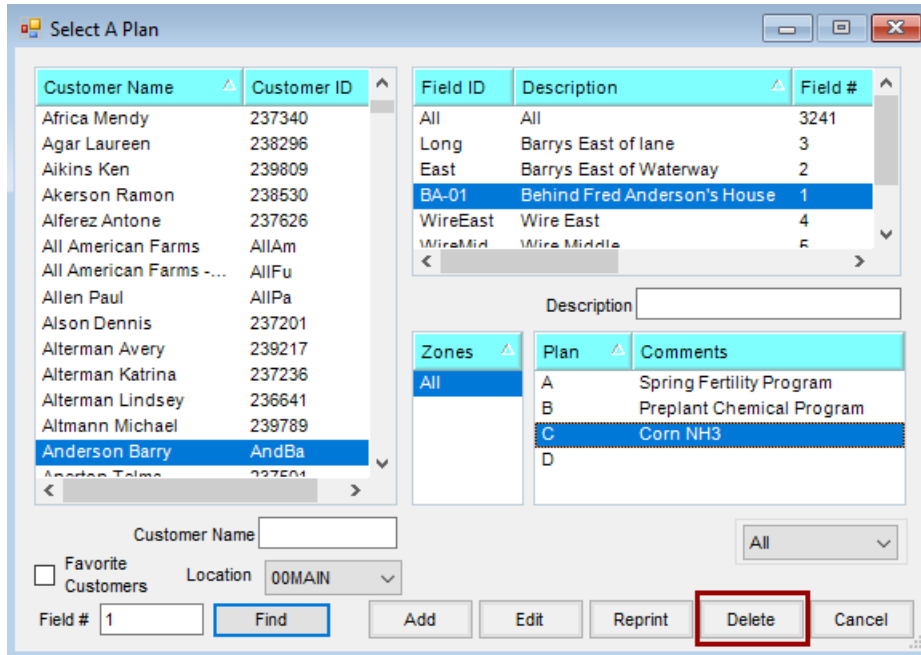 Select A Plan
Customer Name Customer ID
Africa Mendy 237340
Agar Laureen 238296
Aikins Ken 239809
Akerson Ramon 238530
Alferez Antone 237626
All American Farms AllAm
All American Farms -... AllFu
Allen Paul AllPa
Alson Dennis 237201
Alterman Avery 239217
Alterman Katrina 237236
Alterman Lindsey 236641
Altmann Michael 239789
Anderson Barry AndBa
Field ID Description Field #
All All 3241
Long Barrys East of lane 3
East Barrys East of Waterway 2
BA-01 Behind Fred Anderson's House 1
WireEast Wire East 4
WireMid Wire Middle 5
Description
Zones
All
Plan Comments
A Spring Fertility Program
B Preplant Chemical Program
C Corn NH3
D
Customer Name
All
Favorite
Customers
Location 00MAIN
Field # 1 Find Add Edit Reprint Delete Cancel